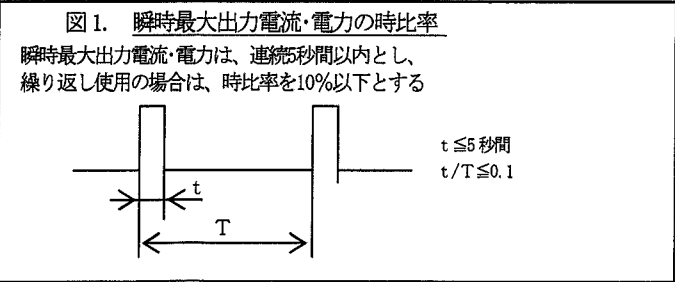 図1. 瞬時最大出力電流・電力の時比率
瞬時最大出力電流・電力は、連続5秒間以内とし、
繰り返し使用の場合は、時比率を10%以下とする
t≦5秒間
t/T≦0.1
t
T